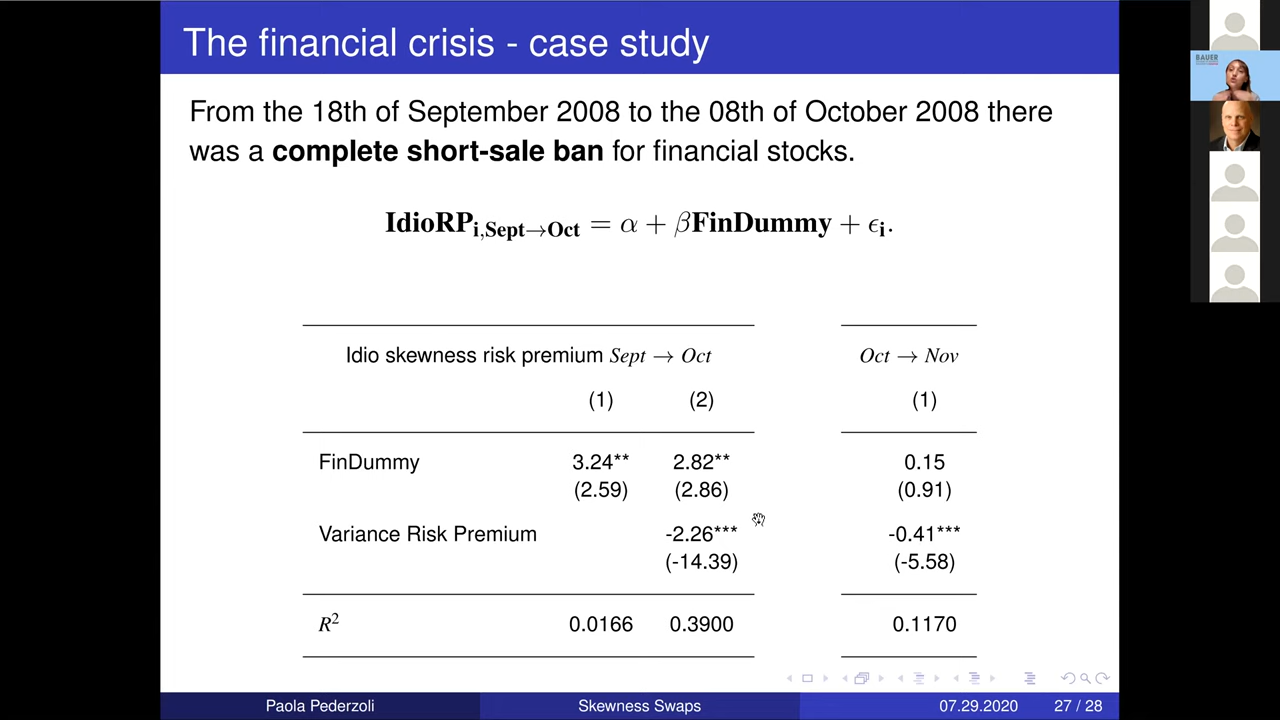 The financial crisis - case study
BAUER
From the 18th of September 2008 to the 08th of October 2008 there
was a complete short-sale ban for financial stocks.
IdioRP_{i,Sept→Oct} = α + βFinDummy + ϵ_i.
Idio skewness risk premium Sept → Oct Oct → Nov
(1) (2) (1)
FinDummy 3.24** 2.82** 0.15
(2.59) (2.86) (0.91)
Variance Risk Premium -2.26*** -0.41***
(-14.39) (-5.58)
R² 0.0166 0.3900 0.1170
Paola Pederzoli Skewness Swaps 07.29.2020 27 / 28